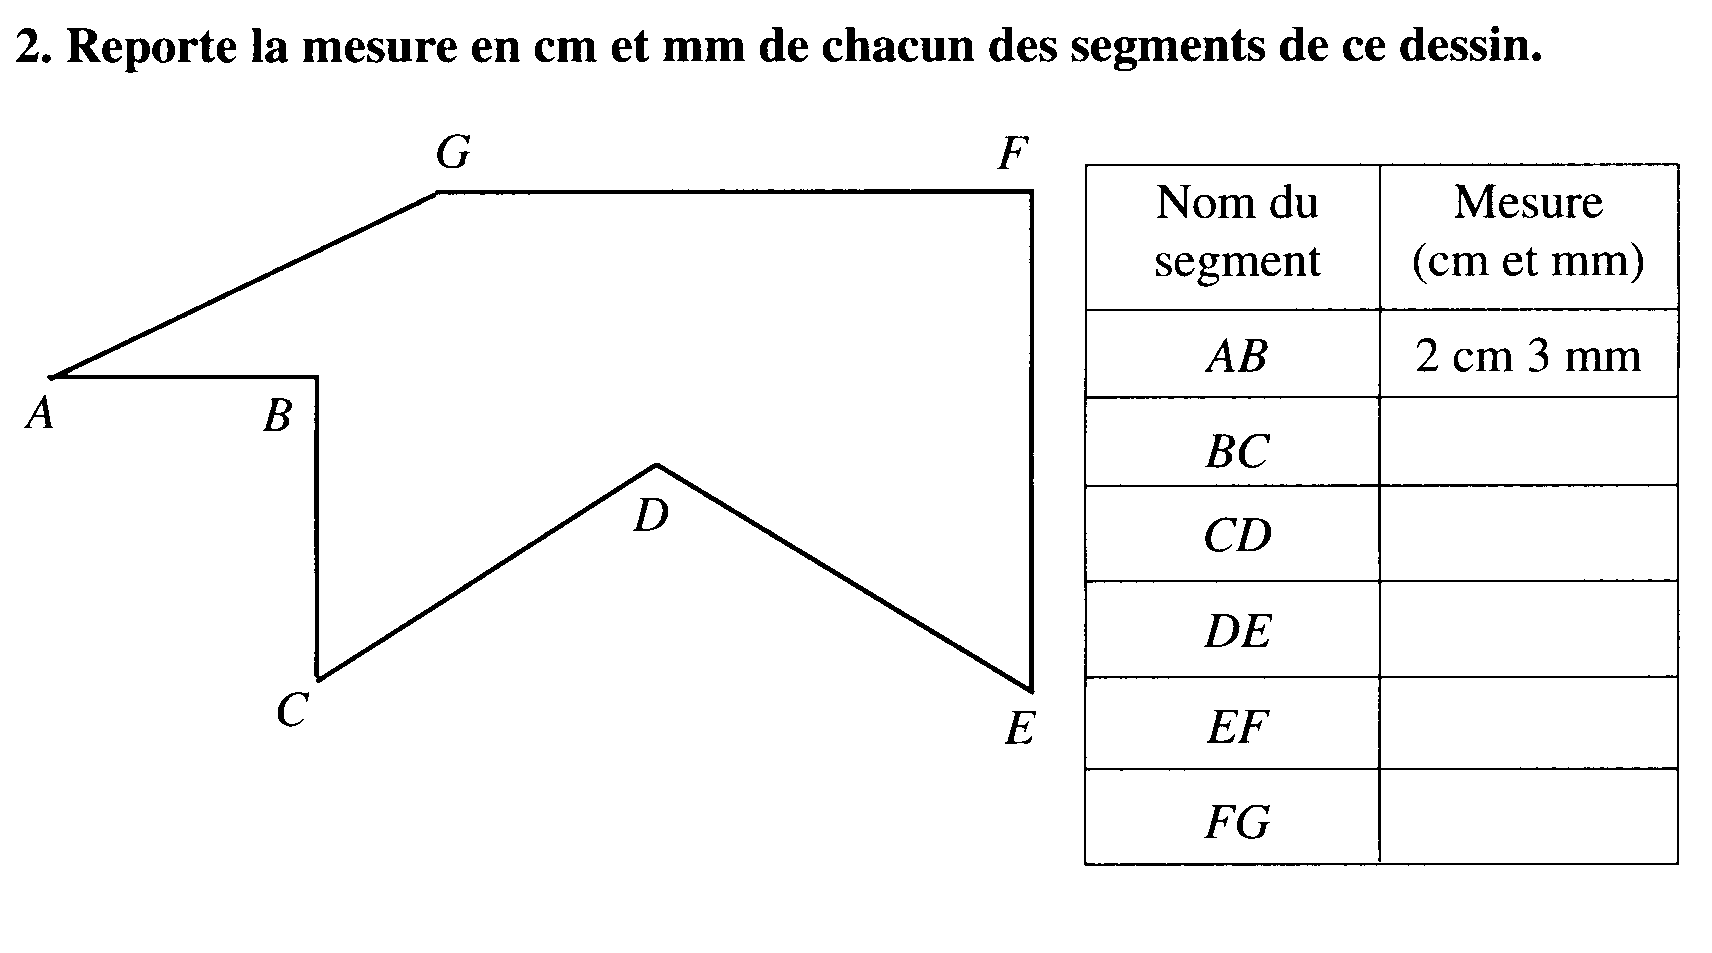 2. Reporte la mesure en cm et mm de chacun des segments de ce dessin.
G
F
A
B
D
C
E
Nom du segment
Mesure (cm et mm)
AB
2 cm 3 mm
BC
CD
DE
EF
FG